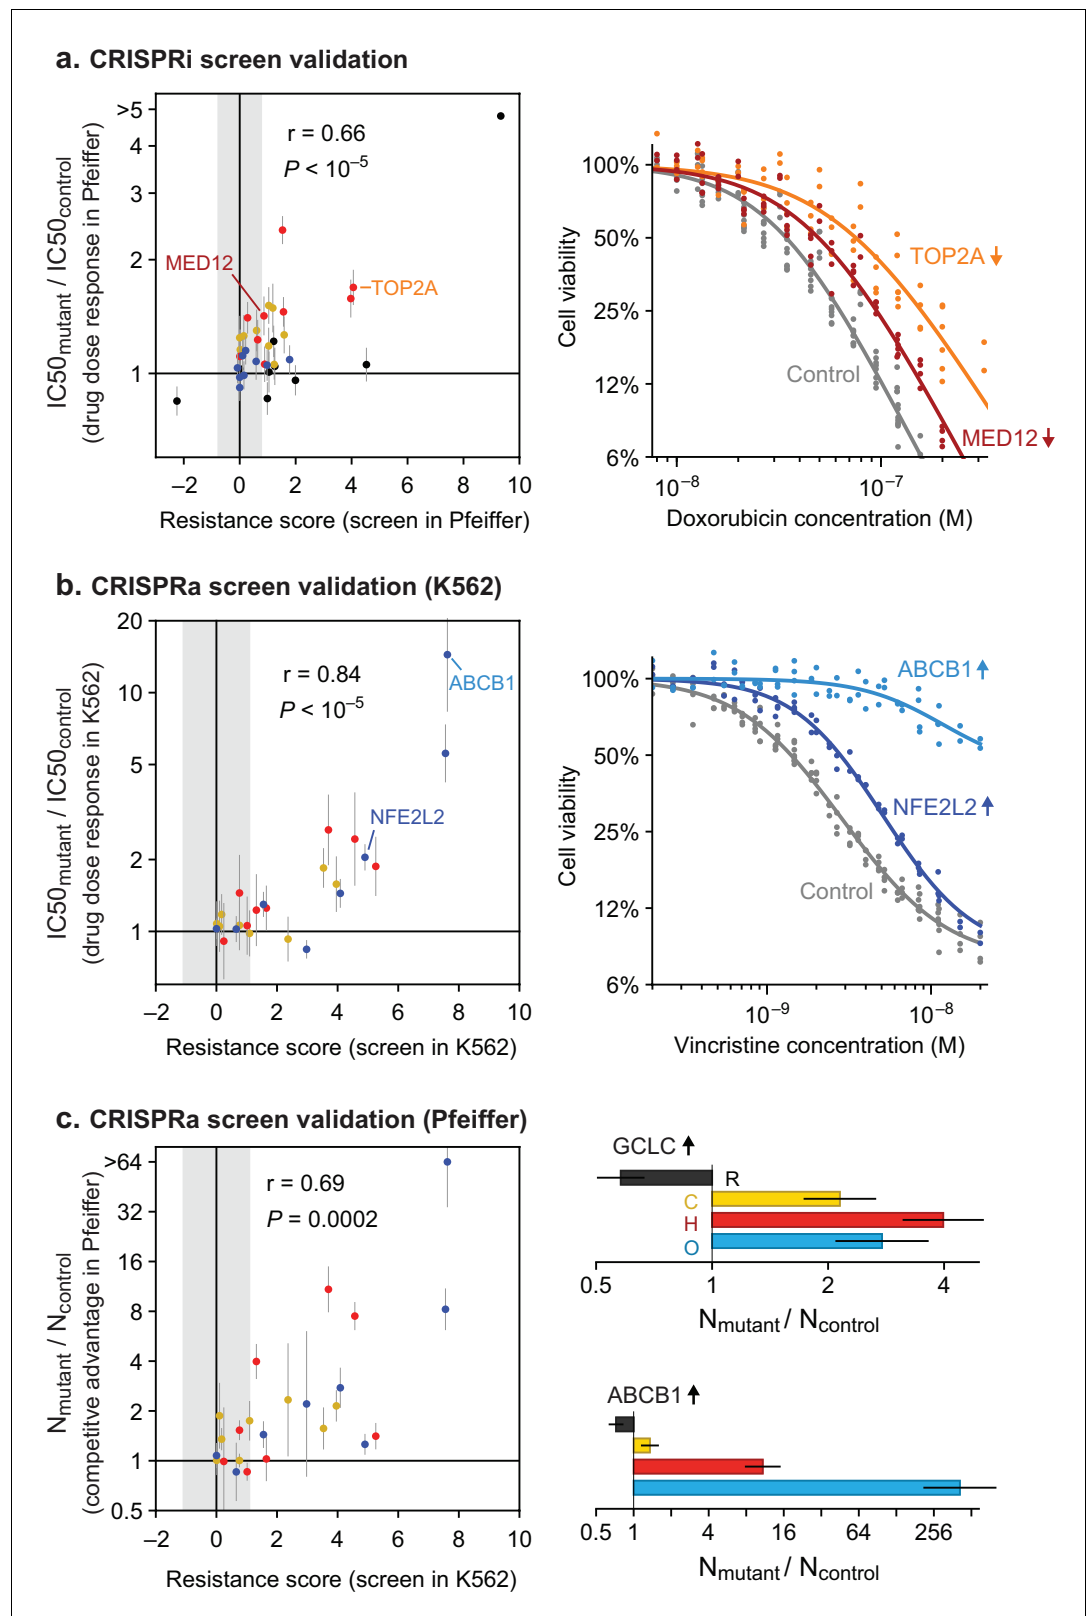 a. CRISPRi screen validation
IC50mutant / IC50control
(drug dose response in Pfeiffer)
>5
4
3
2
1
r = 0.66
P < 10−5
MED12
TOP2A
−2 0 2 4 6 8 10
Resistance score (screen in Pfeiffer)
Cell viability
100%
50%
25%
12%
6%
TOP2A
Control
MED12
10−8 10−7
Doxorubicin concentration (M)
b. CRISPRa screen validation (K562)
IC50mutant / IC50control
(drug dose response in K562)
20
10
5
2
1
r = 0.84
P < 10−5
ABCB1
NFE2L2
−2 0 2 4 6 8 10
Resistance score (screen in K562)
Cell viability
100%
50%
25%
12%
6%
ABCB1
NFE2L2
Control
10−9 10−8
Vincristine concentration (M)
c. CRISPRa screen validation (Pfeiffer)
Nmutant / Ncontrol
(competitve advantage in Pfeiffer)
>64
32
16
8
4
2
1
0.5
r = 0.69
P = 0.0002
−2 0 2 4 6 8 10
Resistance score (screen in K562)
GCLC
R
C
H
O
0.5 1 2 4
Nmutant / Ncontrol
ABCB1
0.5 1 4 16 64 256
Nmutant / Ncontrol